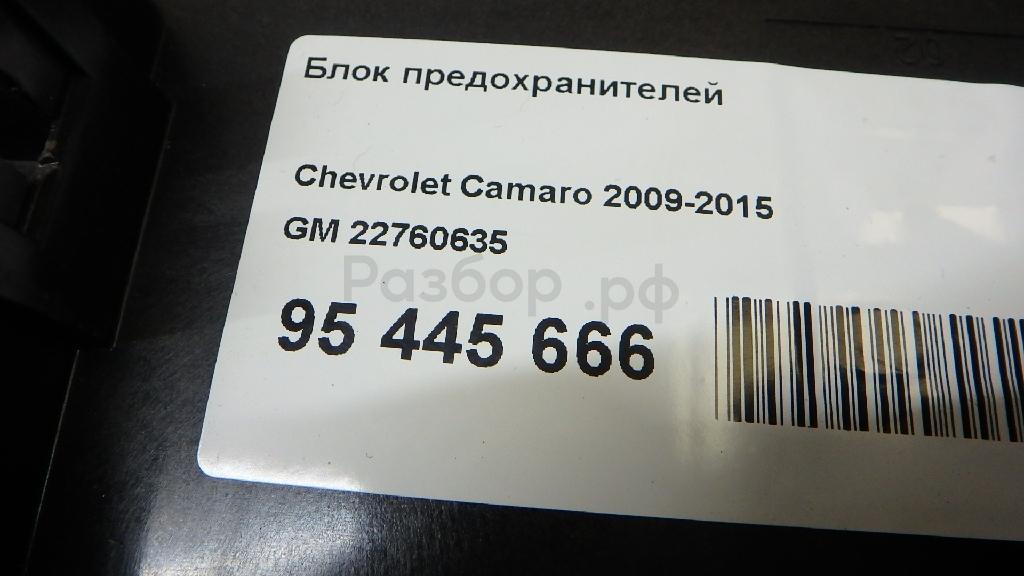 Блок предохранителей
Chevrolet Camaro 2009-2015
GM 22760635
Разбор.рф
95 445 666